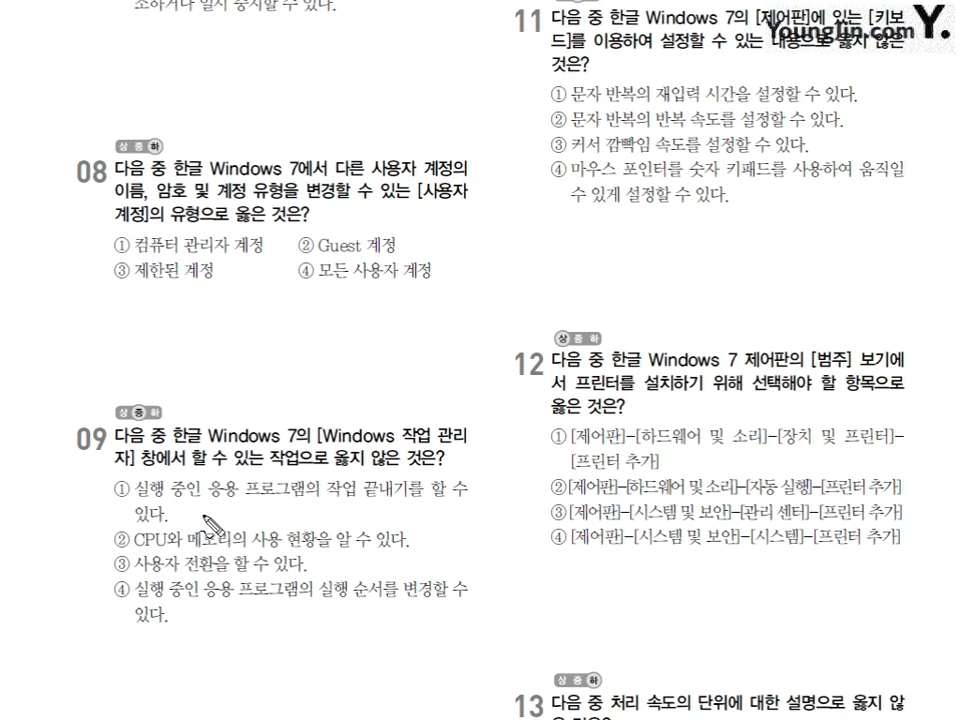 소하거나 일시 중지할 수 있다.
상 중 하
08 다음 중 한글 Windows 7에서 다른 사용자 계정의
이름, 암호 및 계정 유형을 변경할 수 있는 [사용자
계정]의 유형으로 옳은 것은?
① 컴퓨터 관리자 계정 ② Guest 계정
③ 제한된 계정 ④ 모든 사용자 계정
상 중 하
09 다음 중 한글 Windows 7의 [Windows 작업 관리
자] 창에서 할 수 있는 작업으로 옳지 않은 것은?
① 실행 중인 응용 프로그램의 작업 끝내기를 할 수
있다.
② CPU와 메모리의 사용 현황을 알 수 있다.
③ 사용자 전환을 할 수 있다.
④ 실행 중인 응용 프로그램의 실행 순서를 변경할 수
있다.
Youngjin.com Y.
11 다음 중 한글 Windows 7의 [제어판]에 있는 [키보
드]를 이용하여 설정할 수 있는 내용으로 옳지 않은
것은?
① 문자 반복의 재입력 시간을 설정할 수 있다.
② 문자 반복의 반복 속도를 설정할 수 있다.
③ 커서 깜빡임 속도를 설정할 수 있다.
④ 마우스 포인터를 숫자 키패드를 사용하여 움직일
수 있게 설정할 수 있다.
상 중 하
12 다음 중 한글 Windows 7 제어판의 [범주] 보기에
서 프린터를 설치하기 위해 선택해야 할 항목으로
옳은 것은?
① [제어판]-[하드웨어 및 소리]-[장치 및 프린터]-
[프린터 추가]
② [제어판]-[하드웨어 및 소리]-[자동 실행]-[프린터 추가]
③ [제어판]-[시스템 및 보안]-[관리 센터]-[프린터 추가]
④ [제어판]-[시스템 및 보안]-[시스템]-[프린터 추가]
상 중 하
13 다음 중 처리 속도의 단위에 대한 설명으로 옳지 않